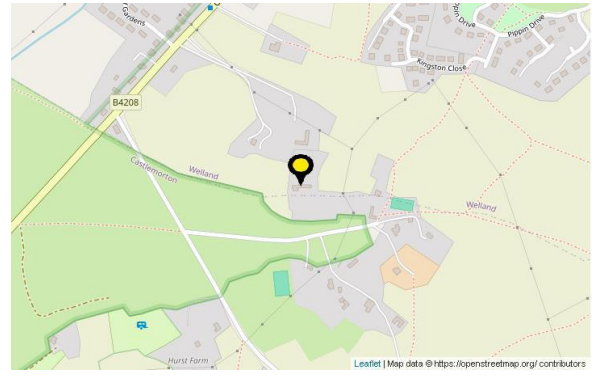 Gardens
Pippin Drive
Pippin Drive
Kingston Close
B4208
Castlemorton
Welland
Welland
Hurst Farm
Leaflet | Map data © https://openstreetmap.org/ contributors